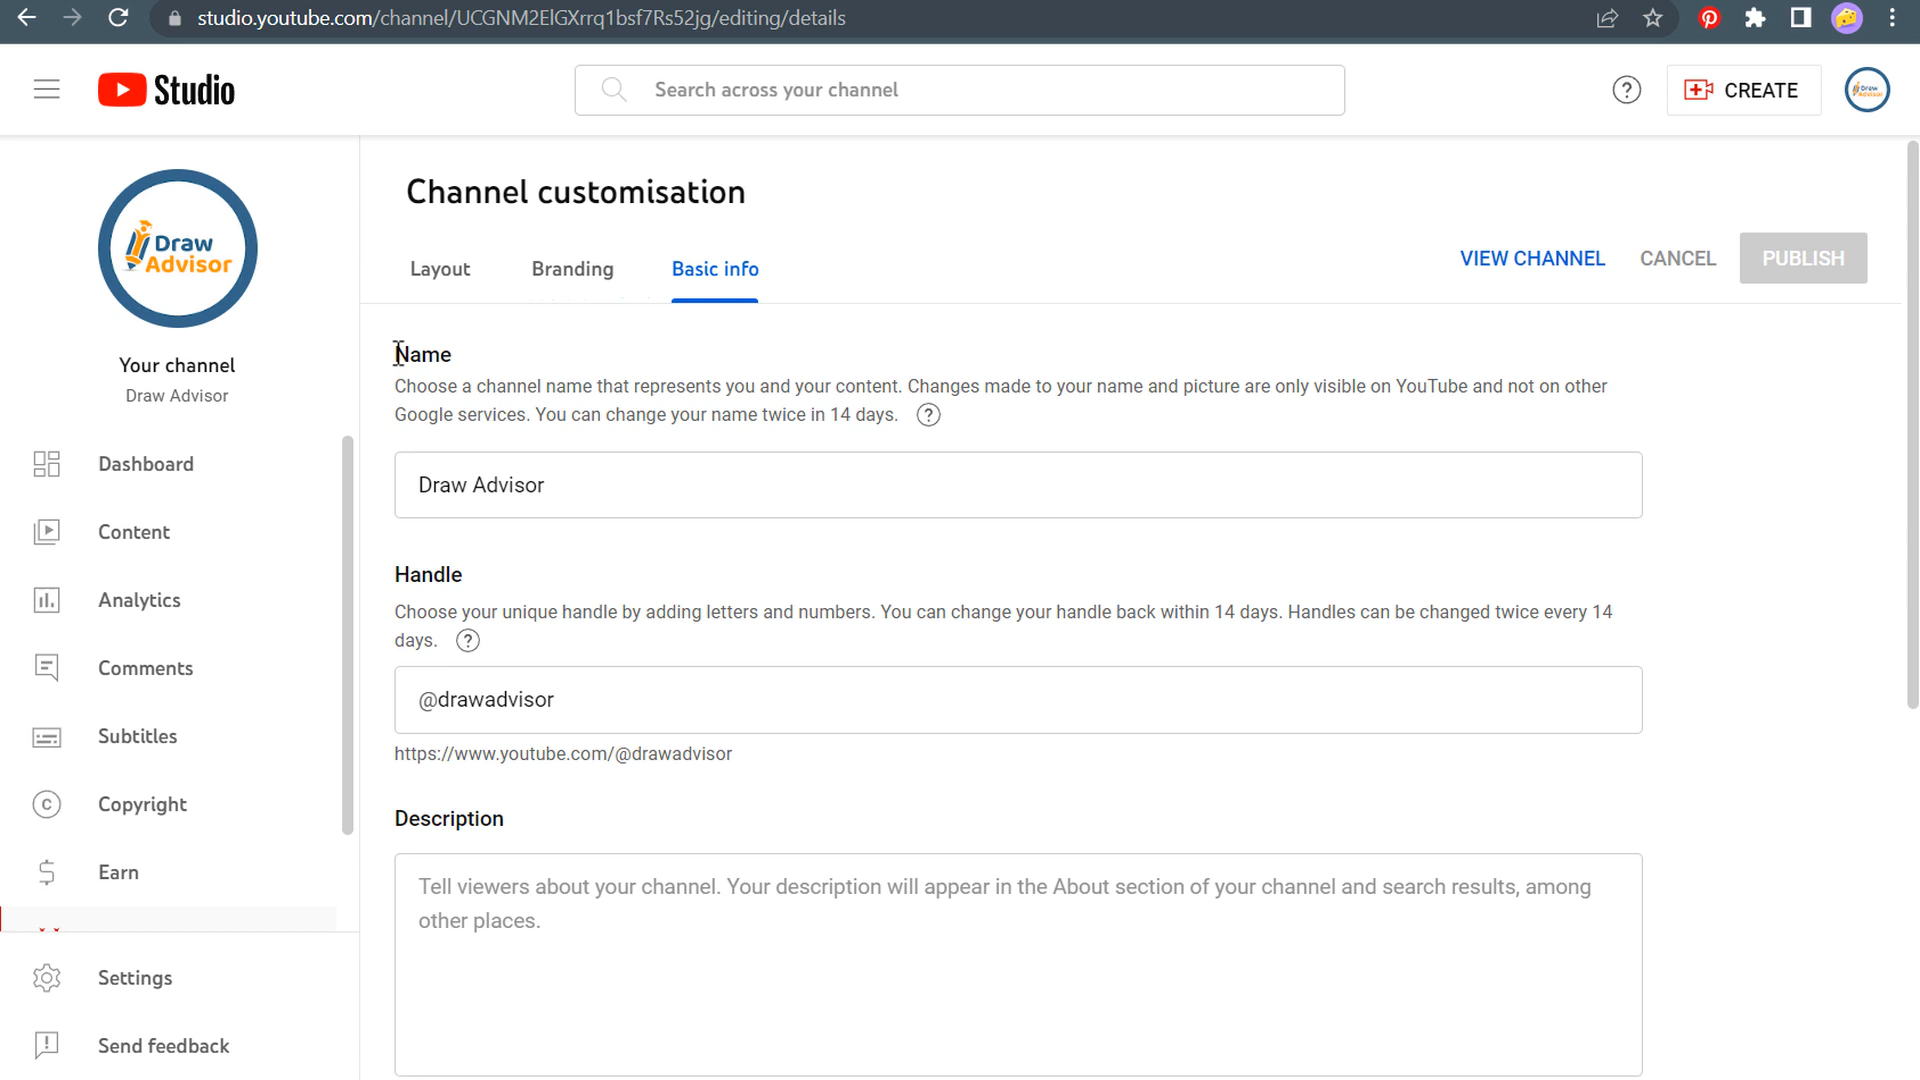 studio.youtube.com/channel/UCGNM2ElGXrrq1bsf7Rs52jg/editing/details
Studio
Search across your channel
CREATE
Draw
Advisor
Draw
Advisor
Your channel
Draw Advisor
Dashboard
Content
Analytics
Comments
Subtitles
Copyright
Earn
Settings
Send feedback
Channel customisation
Layout
Branding
Basic info
VIEW CHANNEL
CANCEL
PUBLISH
Name
Choose a channel name that represents you and your content. Changes made to your name and picture are only visible on YouTube and not on other
Google services. You can change your name twice in 14 days.
Draw Advisor
Handle
Choose your unique handle by adding letters and numbers. You can change your handle back within 14 days. Handles can be changed twice every 14
days.
@drawadvisor
https://www.youtube.com/@drawadvisor
Description
Tell viewers about your channel. Your description will appear in the About section of your channel and search results, among
other places.